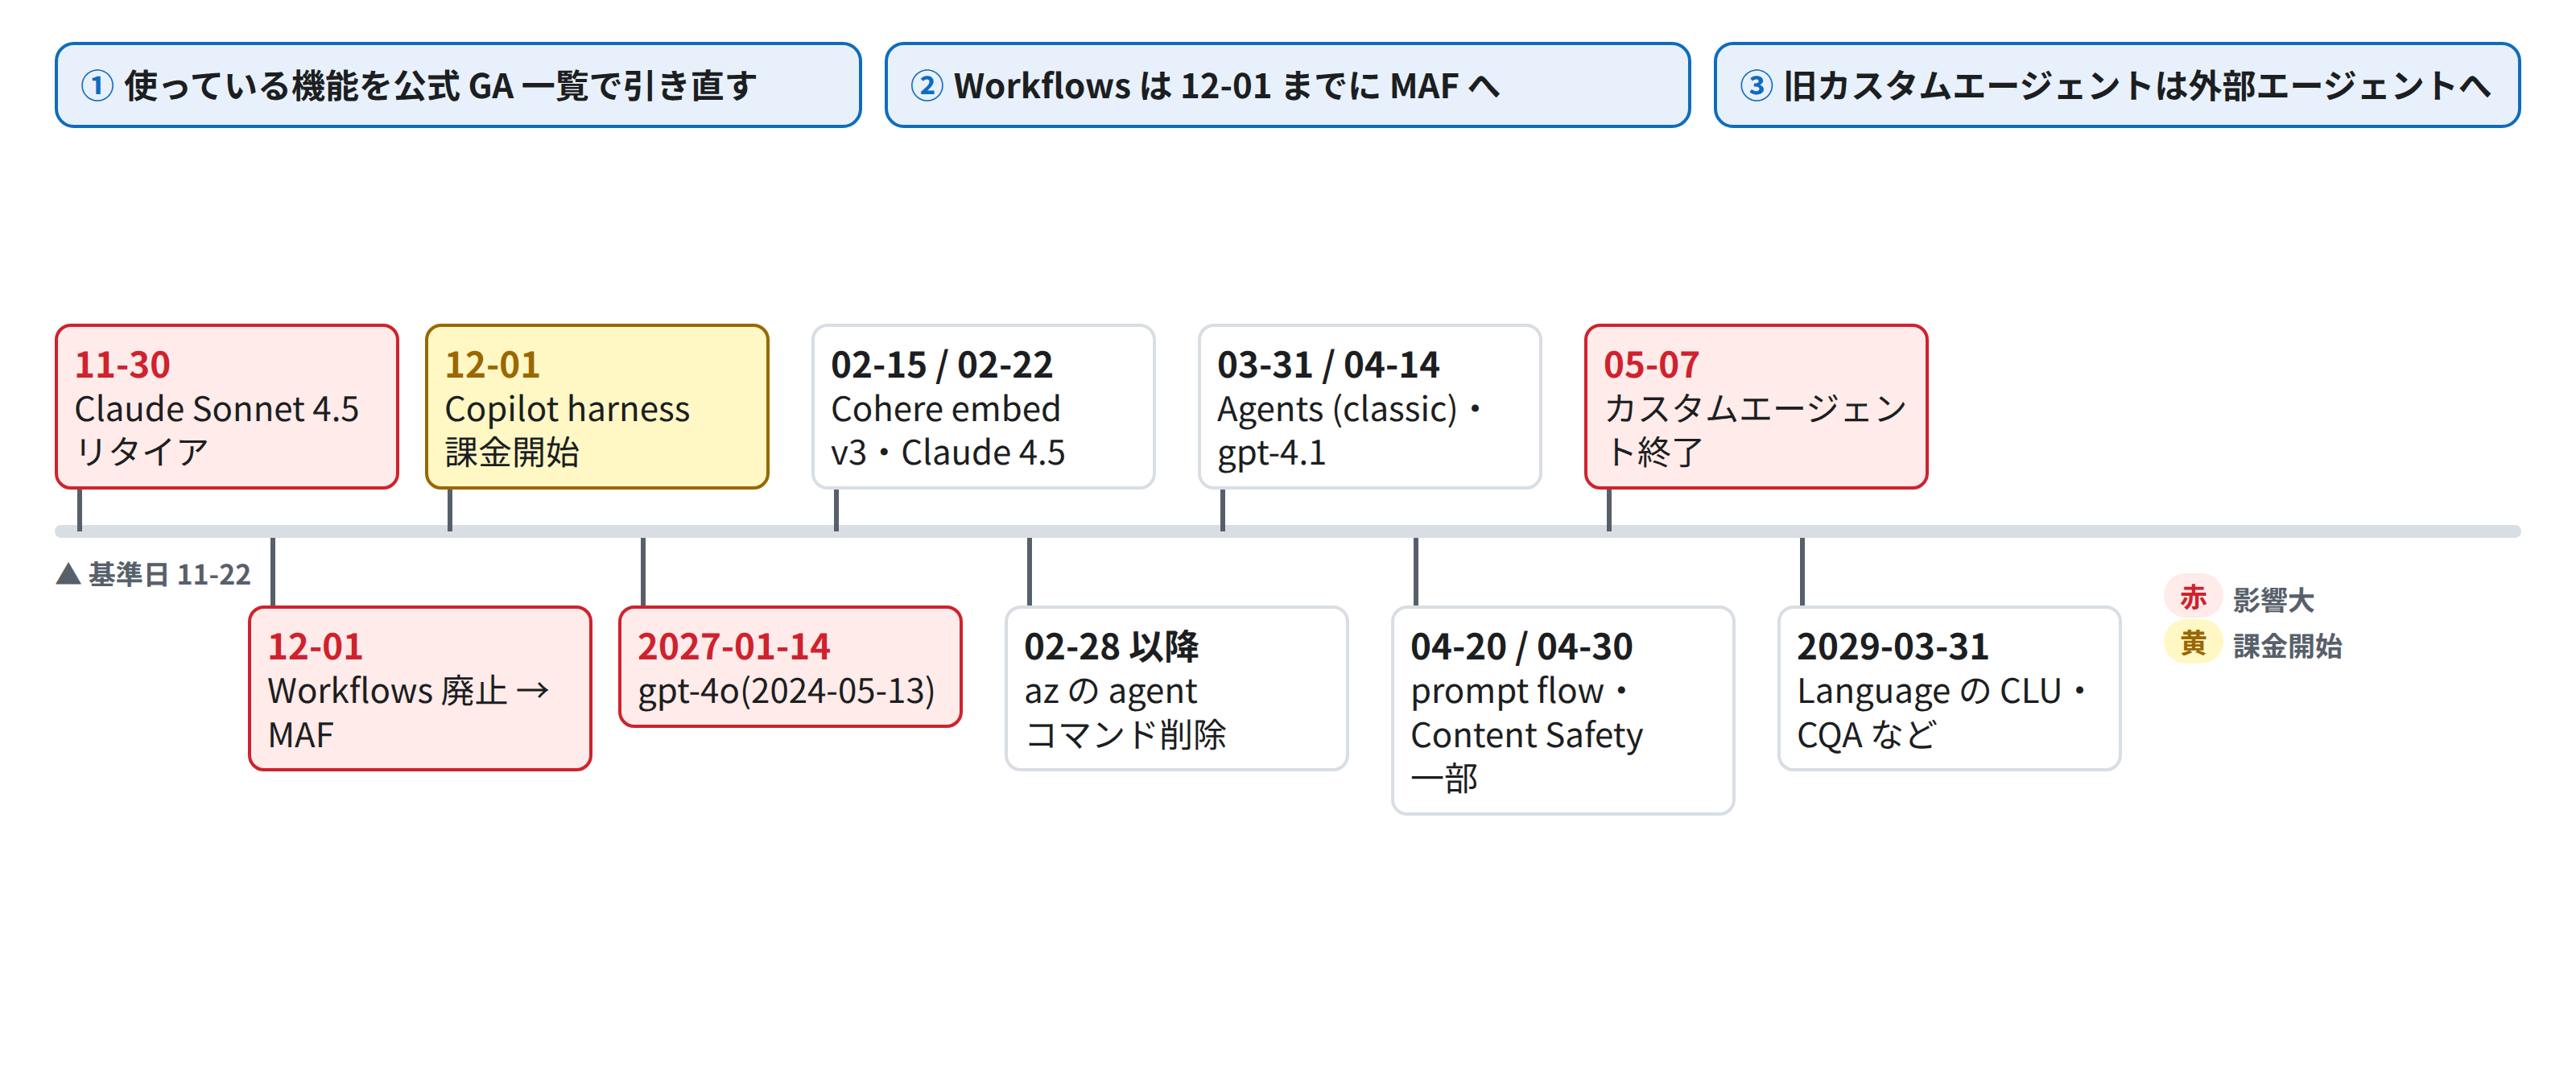 ① 使っている機能を公式 GA 一覧で引き直す
② Workflows は 12-01 までに MAF へ
③ 旧カスタムエージェントは外部エージェントへ
11-30
Claude Sonnet 4.5
リタイア
12-01
Copilot harness
課金開始
02-15 / 02-22
Cohere embed
v3・Claude 4.5
03-31 / 04-14
Agents (classic)・
gpt-4.1
05-07
カスタムエージェン
ト終了
▲ 基準日 11-22
12-01
Workflows 廃止 →
MAF
2027-01-14
gpt-4o(2024-05-13)
02-28 以降
az の agent
コマンド削除
04-20 / 04-30
prompt flow・
Content Safety
一部
2029-03-31
Language の CLU・
CQA など
赤 影響大
黄 課金開始